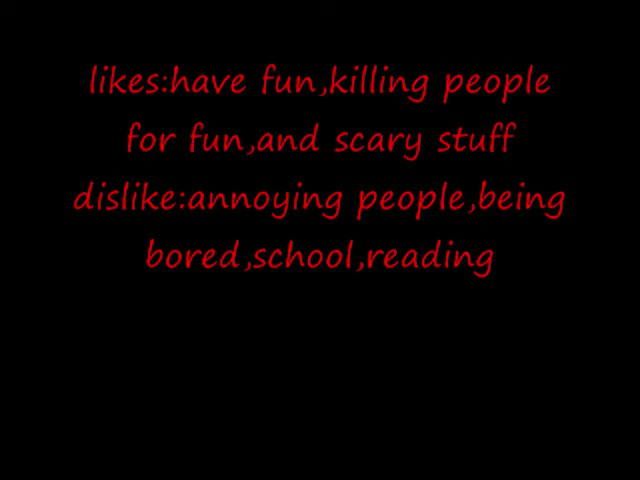 likes:have fun,killing people
for fun,and scary stuff
dislike:annoying people,being
bored,school,reading